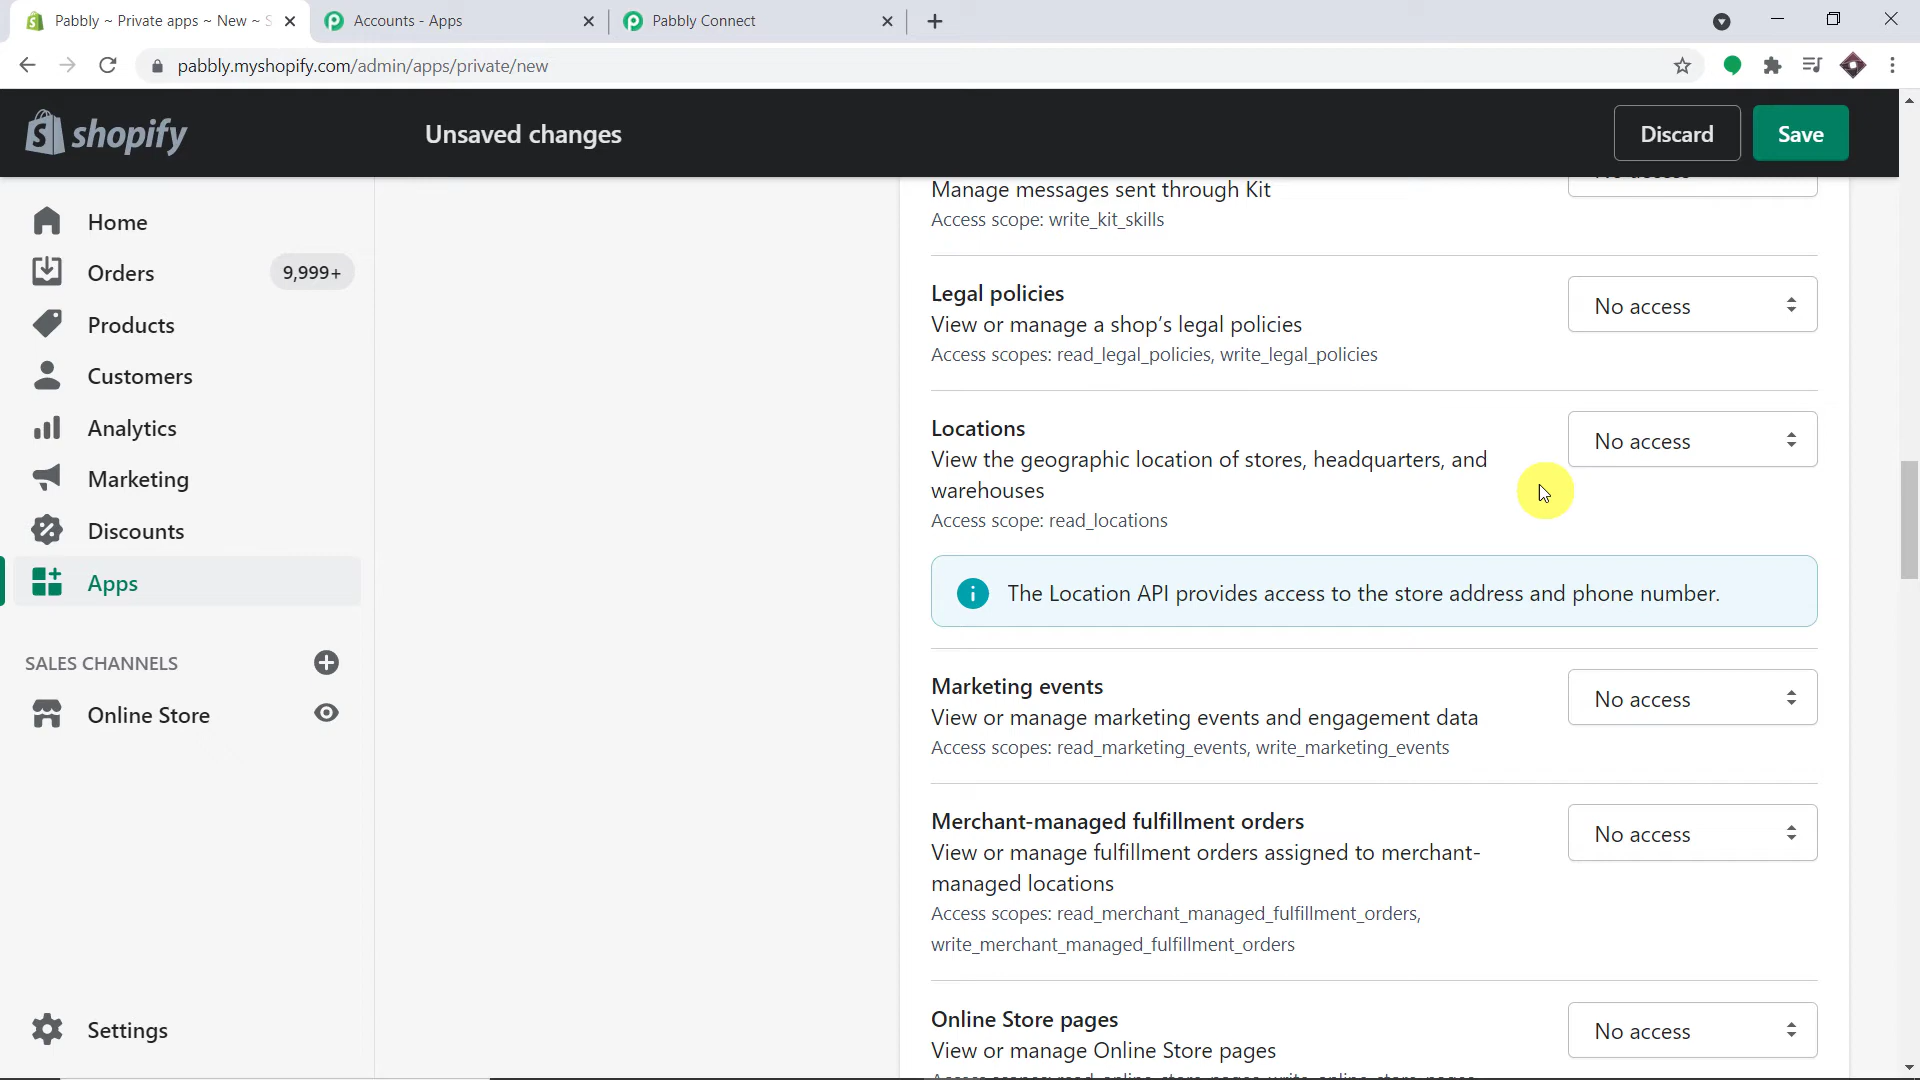 Pabbly ~ Private apps ~ New ~ S
Accounts - Apps
Pabbly Connect
pabbly.myshopify.com/admin/apps/private/new
shopify
Unsaved changes
Discard
Save
Home
Orders
9,999+
Products
Customers
Analytics
Marketing
Discounts
Apps
SALES CHANNELS
Online Store
Settings
Manage messages sent through Kit
Access scope: write_kit_skills
Legal policies
No access
View or manage a shop's legal policies
Access scopes: read_legal_policies, write_legal_policies
Locations
No access
View the geographic location of stores, headquarters, and
warehouses
Access scope: read_locations
The Location API provides access to the store address and phone number.
Marketing events
No access
View or manage marketing events and engagement data
Access scopes: read_marketing_events, write_marketing_events
Merchant-managed fulfillment orders
No access
View or manage fulfillment orders assigned to merchant-
managed locations
Access scopes: read_merchant_managed_fulfillment_orders,
write_merchant_managed_fulfillment_orders
Online Store pages
No access
View or manage Online Store pages